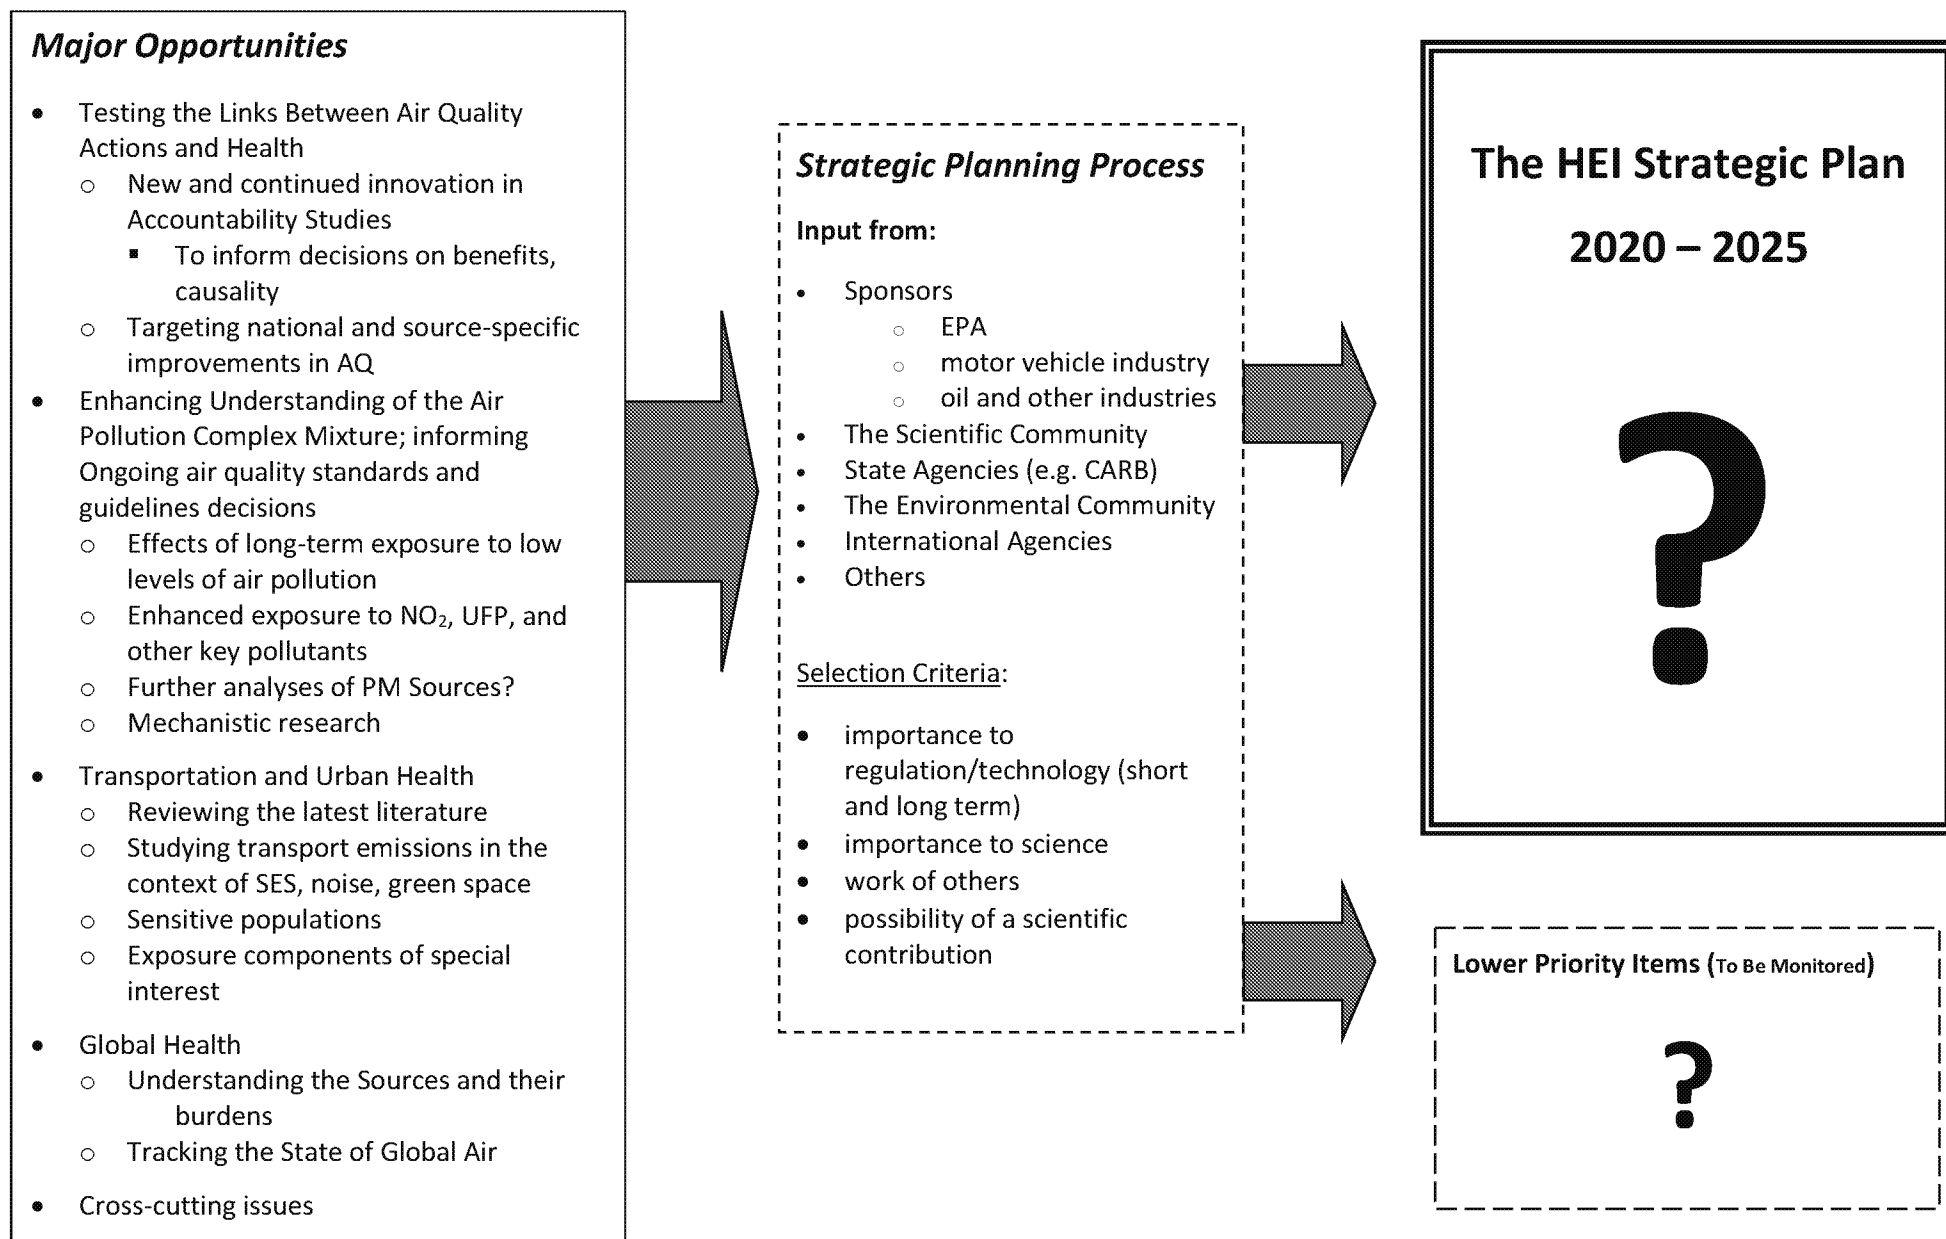 Major Opportunities
• Testing the Links Between Air Quality
Actions and Health
o New and continued innovation in
Accountability Studies
▪ To inform decisions on benefits,
causality
o Targeting national and source-specific
improvements in AQ
• Enhancing Understanding of the Air
Pollution Complex Mixture; informing
Ongoing air quality standards and
guidelines decisions
o Effects of long-term exposure to low
levels of air pollution
o Enhanced exposure to NO₂, UFP, and
other key pollutants
o Further analyses of PM Sources?
o Mechanistic research
• Transportation and Urban Health
o Reviewing the latest literature
o Studying transport emissions in the
context of SES, noise, green space
o Sensitive populations
o Exposure components of special
interest
• Global Health
o Understanding the Sources and their
burdens
o Tracking the State of Global Air
• Cross-cutting issues
Strategic Planning Process
Input from:
• Sponsors
o EPA
o motor vehicle industry
o oil and other industries
• The Scientific Community
• State Agencies (e.g. CARB)
• The Environmental Community
• International Agencies
• Others
Selection Criteria:
• importance to
regulation/technology (short
and long term)
• importance to science
• work of others
• possibility of a scientific
contribution
The HEI Strategic Plan
2020 – 2025
?
Lower Priority Items (To Be Monitored)
?